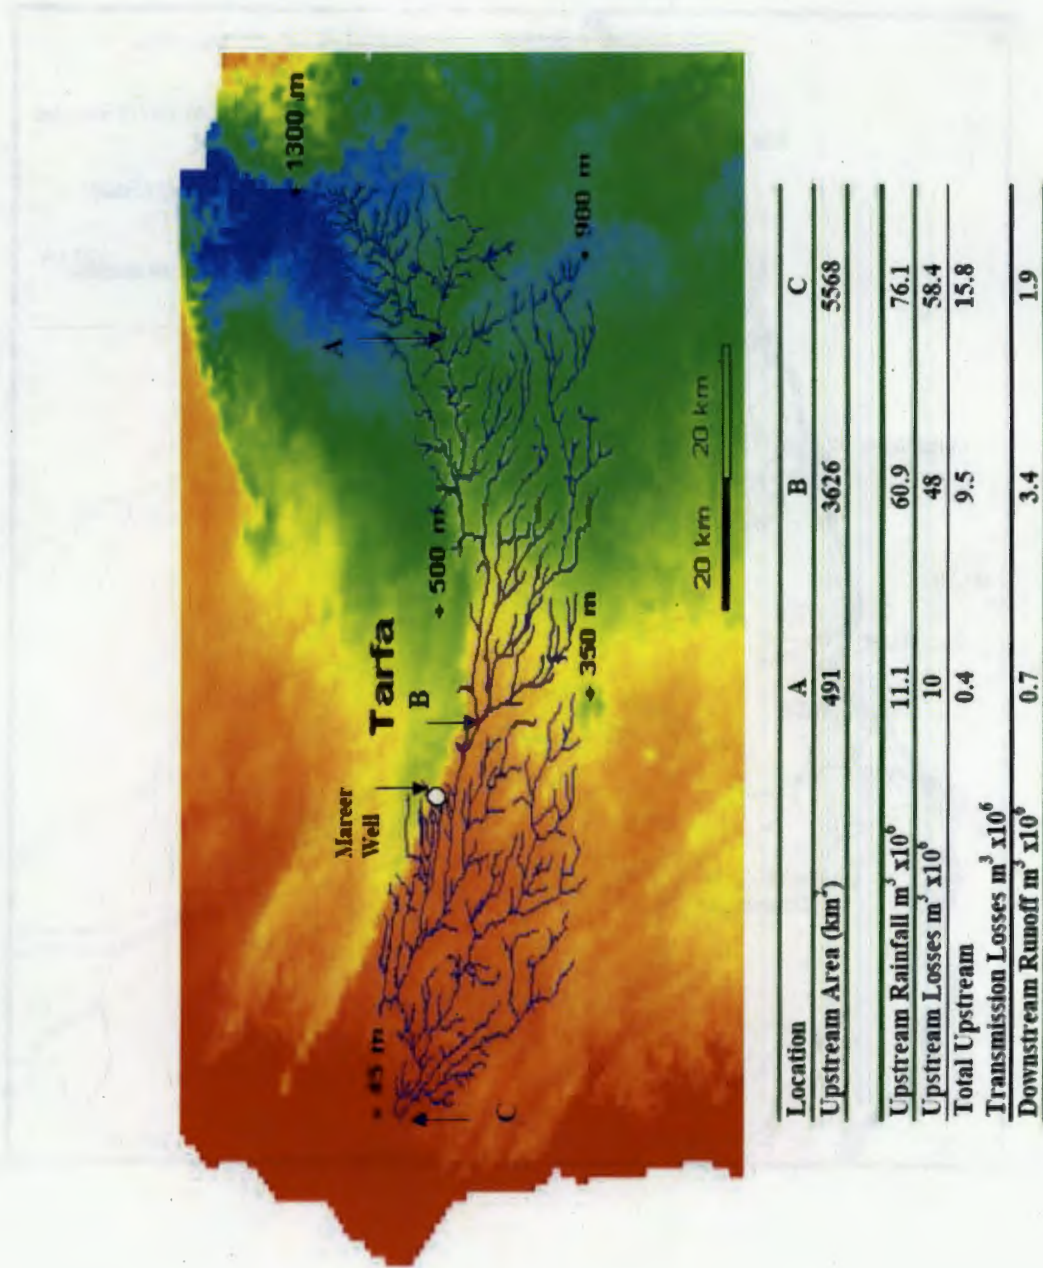 1300 m
A
900 m
500 m
Tarfa
B
350 m
Mareer
Well
45 m
C
20 km 20 km
Location A B C
Upstream Area (km²) 491 3626 5568
Upstream Rainfall m³ x10⁶ 11.1 60.9 76.1
Upstream Losses m³ x10⁶ 10 48 58.4
Total Upstream 0.4 9.5 15.8
Transmission Losses m³ x10⁶
Downstream Runoff m³ x10⁶ 0.7 3.4 1.9